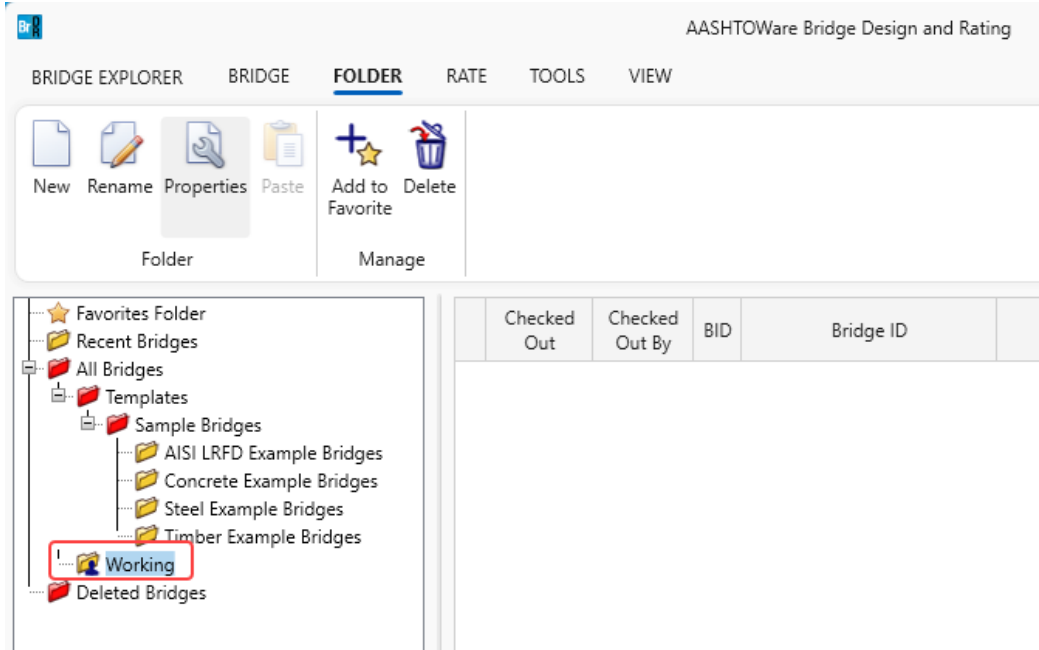 Br DR
AASHTOWare Bridge Design and Rating
BRIDGE EXPLORER BRIDGE FOLDER RATE TOOLS VIEW
New Rename Properties Paste Add to Favorite Delete
Folder Manage
Favorites Folder
Recent Bridges
All Bridges
Templates
Sample Bridges
AISI LRFD Example Bridges
Concrete Example Bridges
Steel Example Bridges
Timber Example Bridges
Working
Deleted Bridges
Checked Out Checked Out By BID Bridge ID